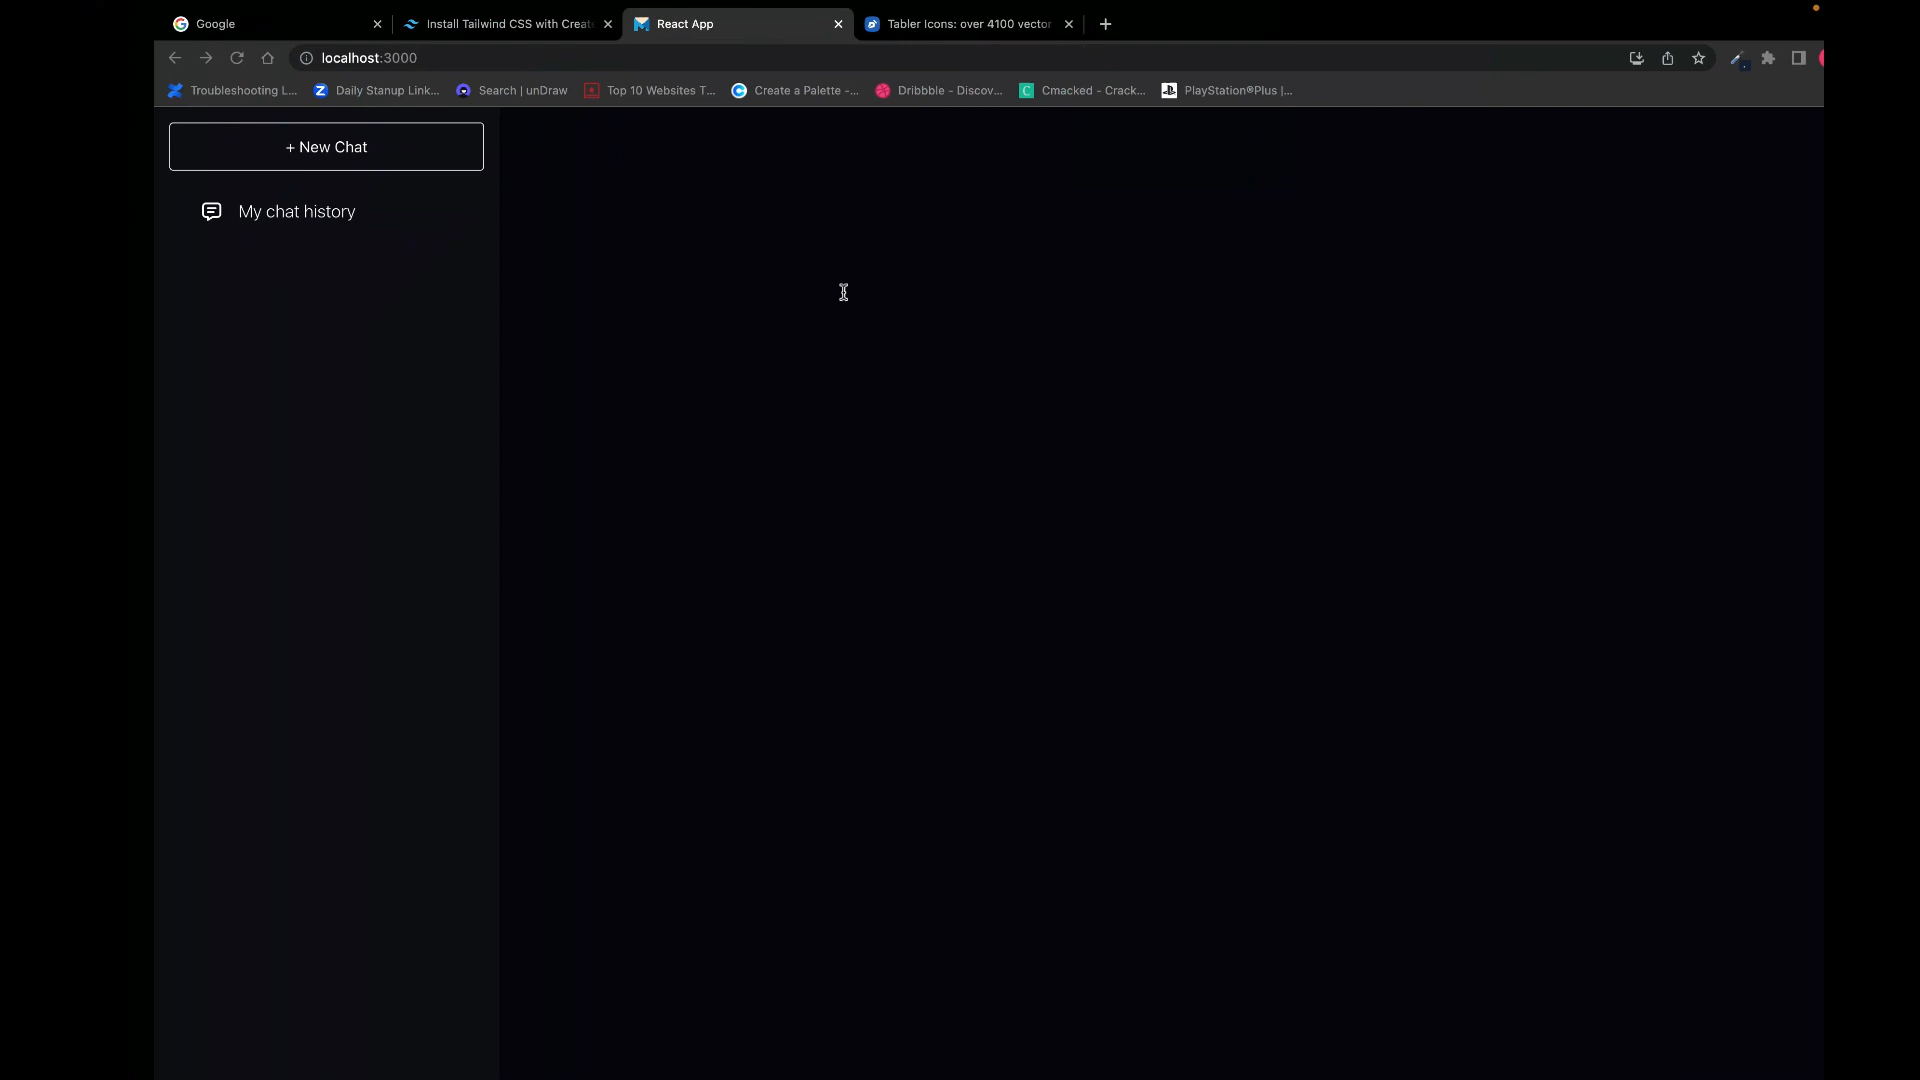 Google
Install Tailwind CSS with Creat
React App
Tabler Icons: over 4100 vector
localhost:3000
Troubleshooting L...
Daily Stanup Link...
Search | unDraw
Top 10 Websites T...
Create a Palette -...
Dribbble - Discov...
Cmacked - Crack...
PlayStation®Plus |...
+ New Chat
My chat history